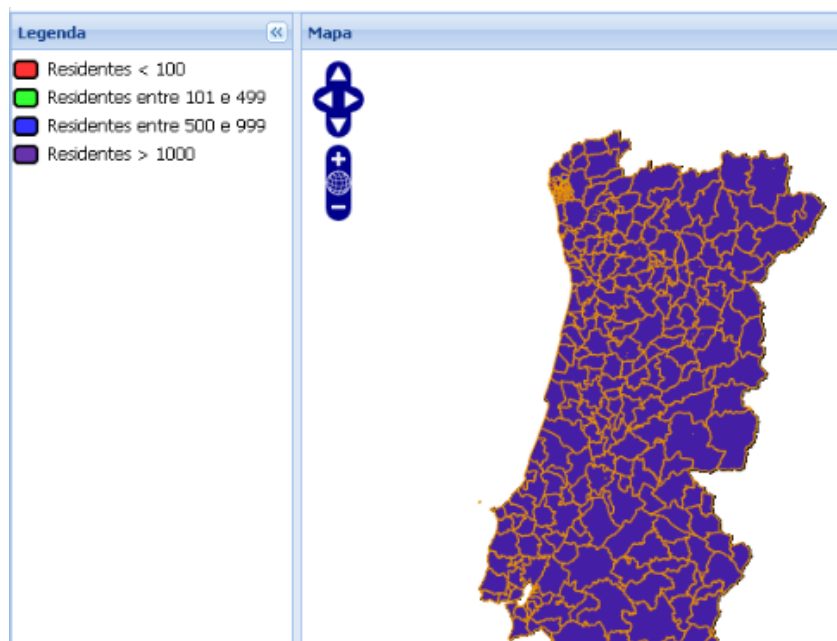 Legenda
Mapa
Residentes < 100
Residentes entre 101 e 499
Residentes entre 500 e 999
Residentes > 1000